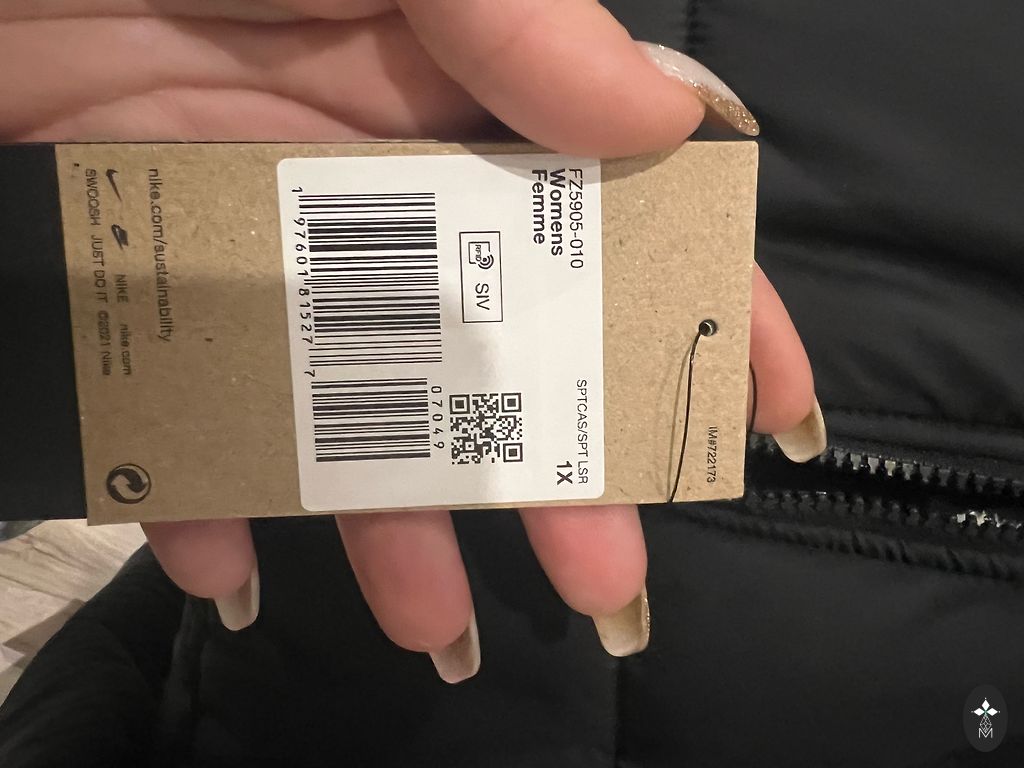 FZ5905-010
Womens
Femme
SPTCAS/SPT LSR
1X
RFID
SIV
07049
1 97601 81527 7
IM#722173
nike.com/sustainability
NIKE nike.com
SWOOSH JUST DO IT ©2021 Nike
M